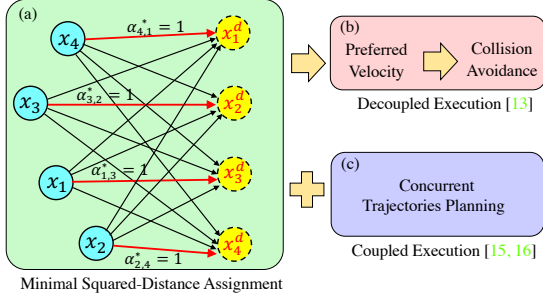 (a)
x₄
x₃
x₁
x₂
α*₄,₁ = 1
α*₃,₂ = 1
α*₁,₃ = 1
α*₂,₄ = 1
x₁ᵈ
x₂ᵈ
x₃ᵈ
x₄ᵈ
Minimal Squared-Distance Assignment
(b)
Preferred
Velocity
Collision
Avoidance
Decoupled Execution [13]
(c)
Concurrent
Trajectories Planning
Coupled Execution [15, 16]